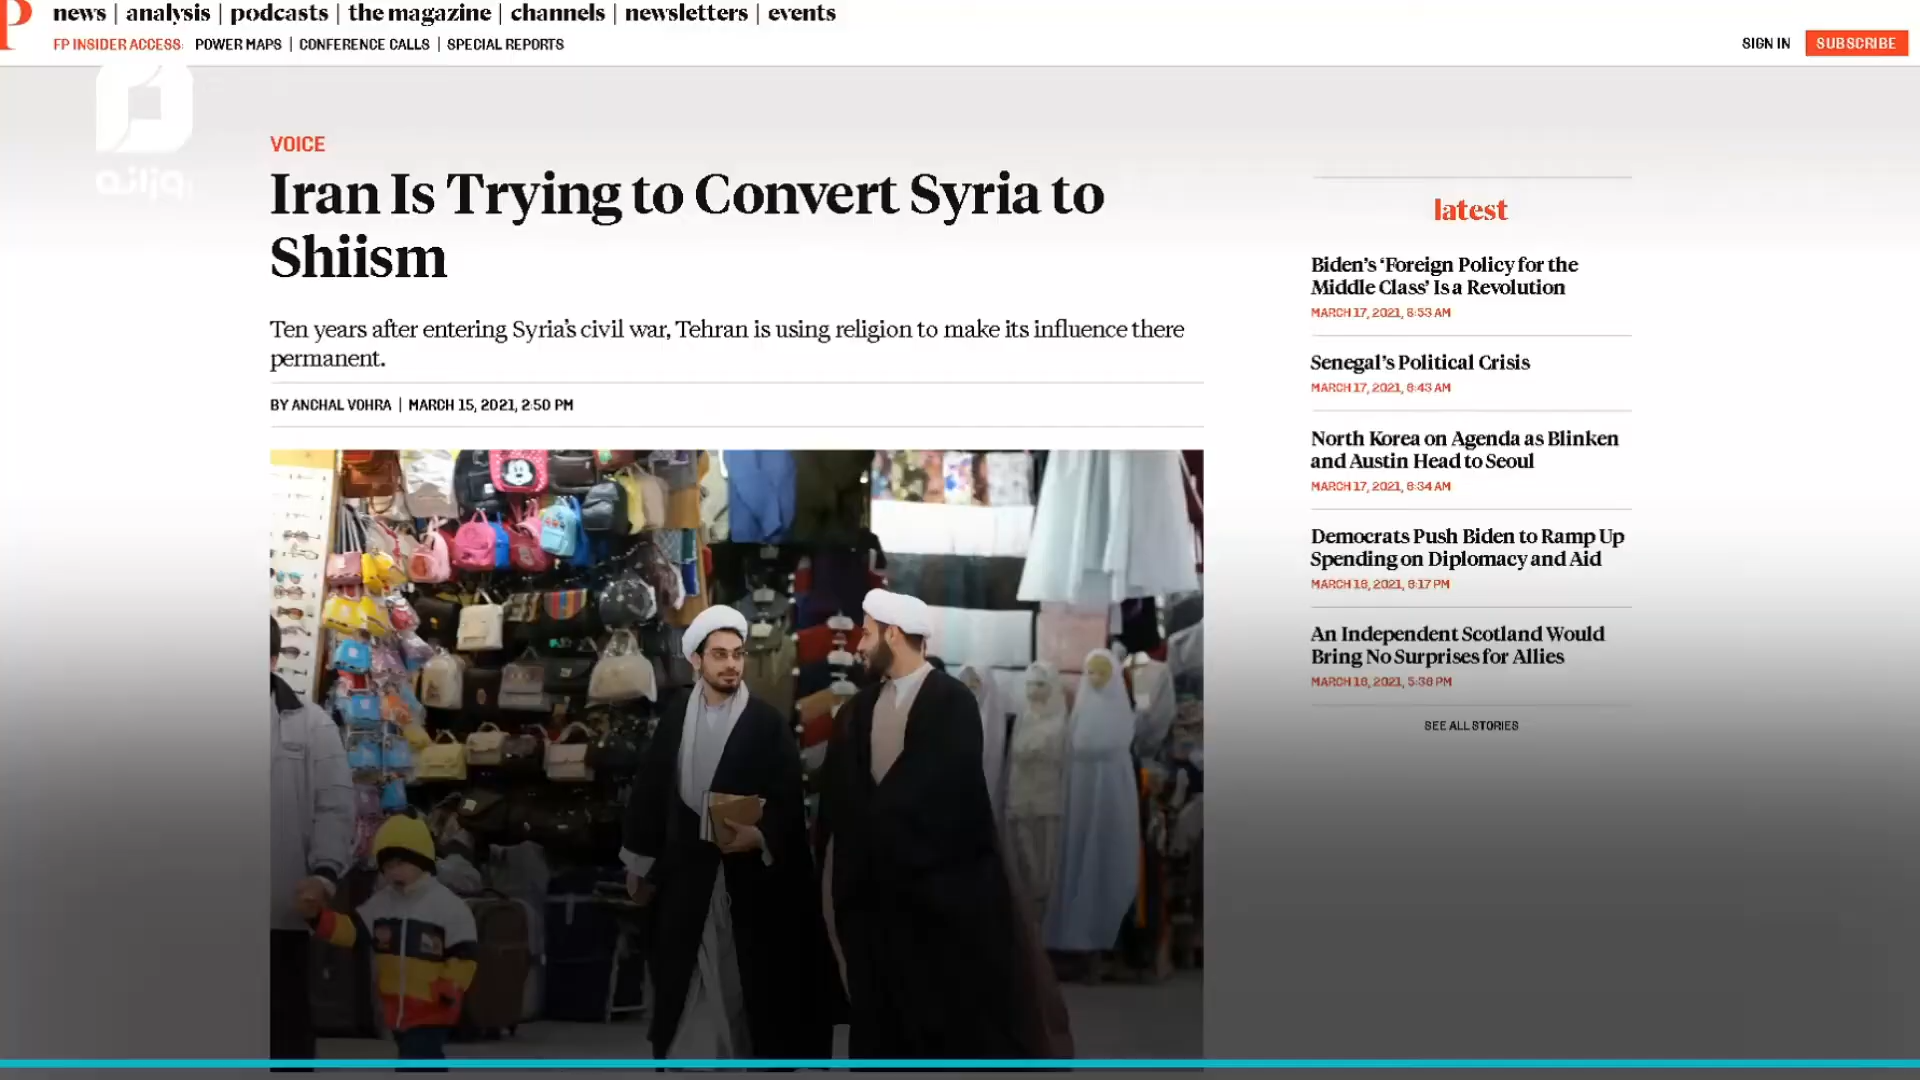 news | analysis | podcasts | the magazine | channels | newsletters | events
FP INSIDER ACCESS: POWER MAPS | CONFERENCE CALLS | SPECIAL REPORTS
SIGN IN SUBSCRIBE
روزانه
VOICE
Iran Is Trying to Convert Syria to
Shiism
Ten years after entering Syria's civil war, Tehran is using religion to make its influence there
permanent.
BY ANCHAL VOHRA | MARCH 15, 2021, 2:50 PM
latest
Biden's ‘Foreign Policy for the
Middle Class’ Is a Revolution
MARCH 17, 2021, 8:53 AM
Senegal's Political Crisis
MARCH 17, 2021, 6:43 AM
North Korea on Agenda as Blinken
and Austin Head to Seoul
MARCH 17, 2021, 6:34 AM
Democrats Push Biden to Ramp Up
Spending on Diplomacy and Aid
MARCH 16, 2021, 6:17 PM
An Independent Scotland Would
Bring No Surprises for Allies
MARCH 16, 2021, 5:36 PM
SEE ALL STORIES